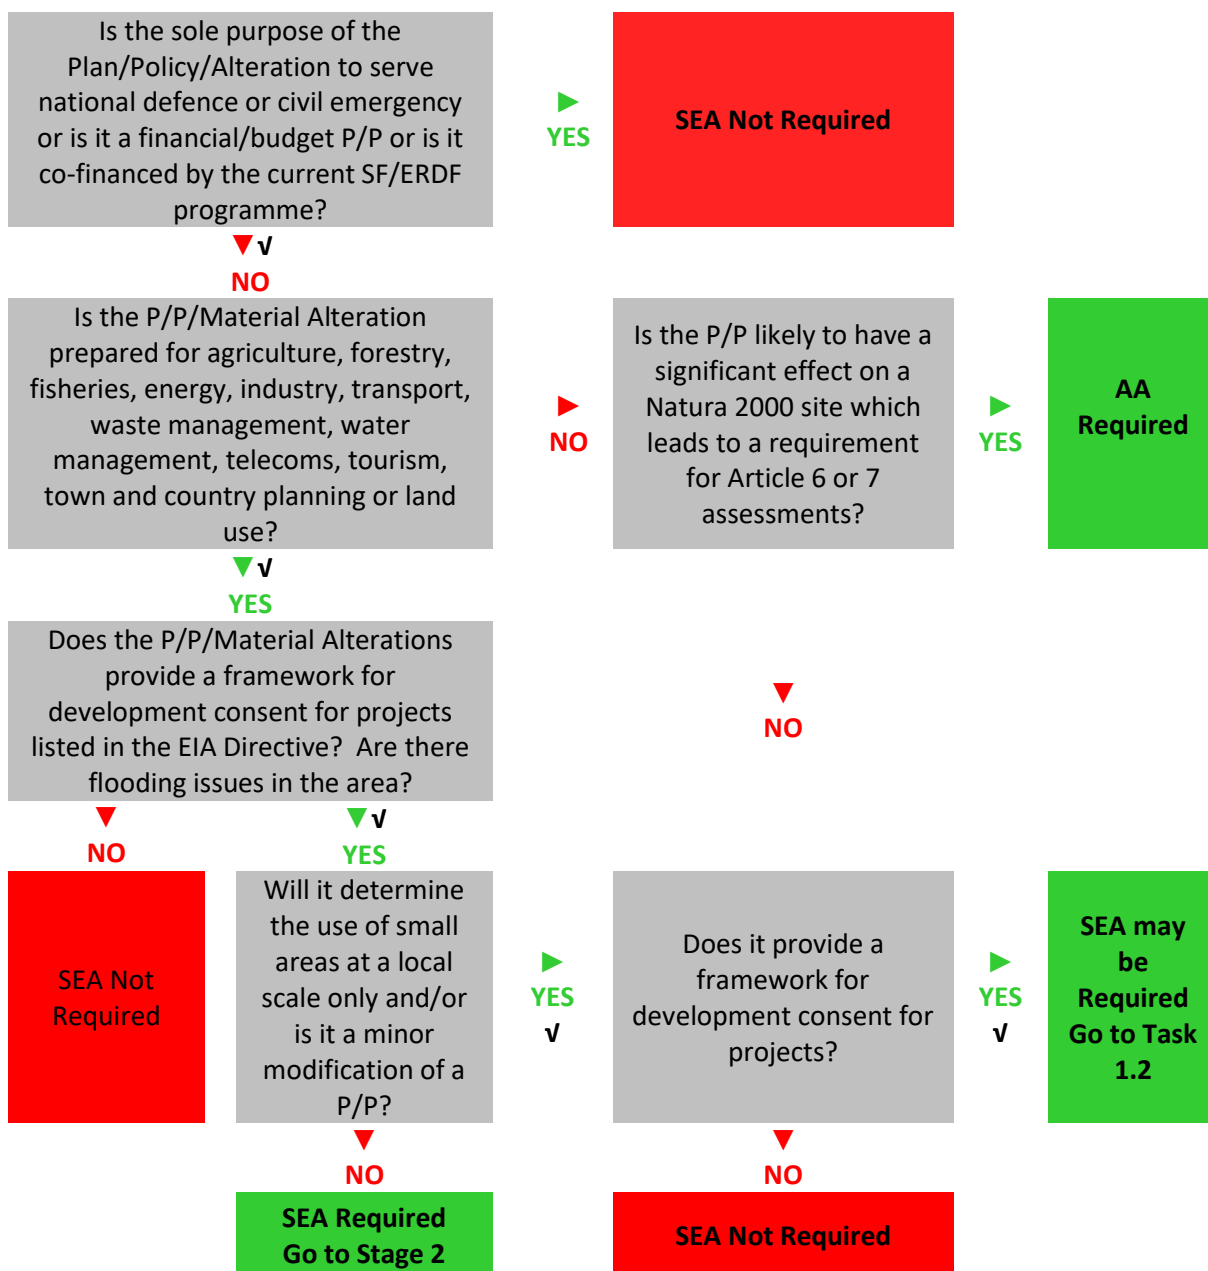 Is the sole purpose of the
Plan/Policy/Alteration to serve
national defence or civil emergency
or is it a financial/budget P/P or is it
co-financed by the current SF/ERDF
programme?
►
YES
SEA Not Required
▼ √
NO
Is the P/P/Material Alteration
prepared for agriculture, forestry,
fisheries, energy, industry, transport,
waste management, water
management, telecoms, tourism,
town and country planning or land
use?
►
NO
Is the P/P likely to have a
significant effect on a
Natura 2000 site which
leads to a requirement
for Article 6 or 7
assessments?
►
YES
AA
Required
▼ √
YES
Does the P/P/Material Alterations
provide a framework for
development consent for projects
listed in the EIA Directive?  Are there
flooding issues in the area?
▼
NO
▼
NO
▼ √
YES
SEA Not
Required
Will it determine
the use of small
areas at a local
scale only and/or
is it a minor
modification of a
P/P?
►
YES
√
Does it provide a
framework for
development consent for
projects?
►
YES
√
SEA may
be
Required
Go to Task
1.2
▼
NO
▼
NO
SEA Required
Go to Stage 2
SEA Not Required